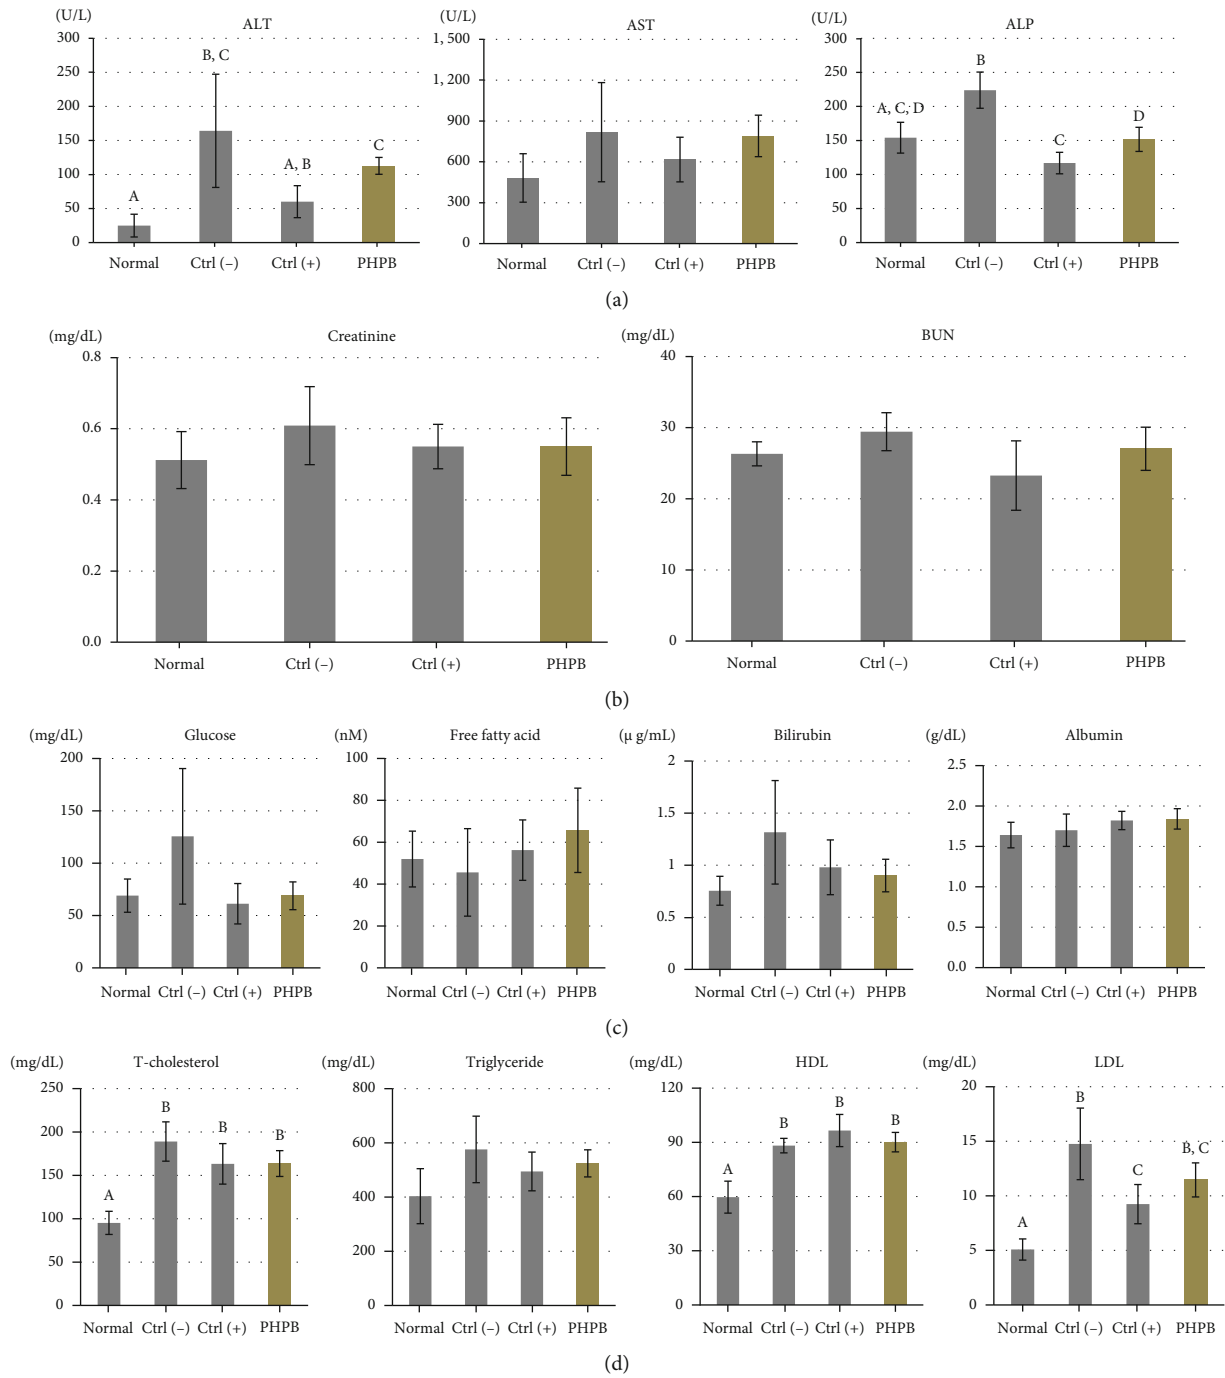 (U/L) ALT
300
250
200
150
100
50
0
A
B, C
A, B
C
Normal Ctrl (–) Ctrl (+) PHPB
(U/L) AST
1, 500
1, 200
900
600
300
0
Normal Ctrl (–) Ctrl (+) PHPB
(U/L) ALP
300
250
200
150
100
50
0
A, C, D
B
C
D
Normal Ctrl (–) Ctrl (+) PHPB
(a)
(mg/dL) Creatinine
0.8
0.6
0.4
0.2
0.0
Normal Ctrl (–) Ctrl (+) PHPB
(mg/dL) BUN
40
30
20
10
0
Normal Ctrl (–) Ctrl (+) PHPB
(b)
(mg/dL) Glucose
200
150
100
50
0
Normal Ctrl (–) Ctrl (+) PHPB
(nM) Free fatty acid
100
80
60
40
20
0
Normal Ctrl (–) Ctrl (+) PHPB
(μ g/mL) Bilirubin
2
1.5
1
0.5
0
Normal Ctrl (–) Ctrl (+) PHPB
(g/dL) Albumin
2.5
2.0
1.5
1.0
0.5
0.0
Normal Ctrl (–) Ctrl (+) PHPB
(c)
(mg/dL) T-cholesterol
250
200
150
100
50
0
A
B
B
B
Normal Ctrl (–) Ctrl (+) PHPB
(mg/dL) Triglyceride
800
600
400
200
0
Normal Ctrl (–) Ctrl (+) PHPB
(mg/dL) HDL
120
90
60
30
0
A
B
B
B
Normal Ctrl (–) Ctrl (+) PHPB
(mg/dL) LDL
20
15
10
5
0
A
B
C
B, C
Normal Ctrl (–) Ctrl (+) PHPB
(d)